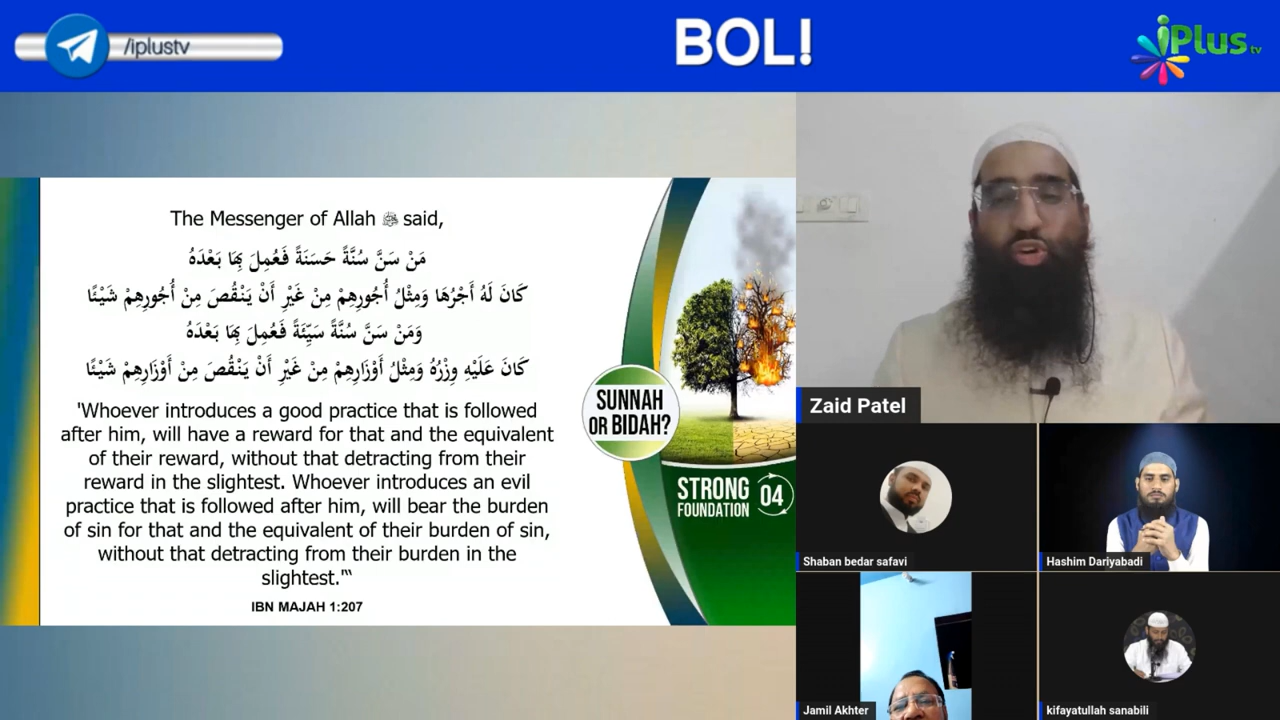 /iplustv
BOL!
iPlus tv
The Messenger of Allah ﷺ said,
مَنْ سَنَّ سُنَّةً حَسَنَةً فَعُمِلَ بِهَا بَعْدَهُ
كَانَ لَهُ أَجْرُهَا وَمِثْلُ أُجُورِهِمْ مِنْ غَيْرِ أَنْ يَنْقُصَ مِنْ أُجُورِهِمْ شَيْئًا
وَمَنْ سَنَّ سُنَّةً سَيِّئَةً فَعُمِلَ بِهَا بَعْدَهُ
كَانَ عَلَيْهِ وِزْرُهُ وَمِثْلُ أَوْزَارِهِمْ مِنْ غَيْرِ أَنْ يَنْقُصَ مِنْ أَوْزَارِهِمْ شَيْئًا
'Whoever introduces a good practice that is followed
after him, will have a reward for that and the equivalent
of their reward, without that detracting from their
reward in the slightest. Whoever introduces an evil
practice that is followed after him, will bear the burden
of sin for that and the equivalent of their burden of sin,
without that detracting from their burden in the
slightest.'"
IBN MAJAH 1:207
SUNNAH
OR BIDAH?
STRONG
FOUNDATION
04
Zaid Patel
Shaban bedar safavi
Hashim Dariyabadi
Jamil Akhter
kifayatullah sanabili